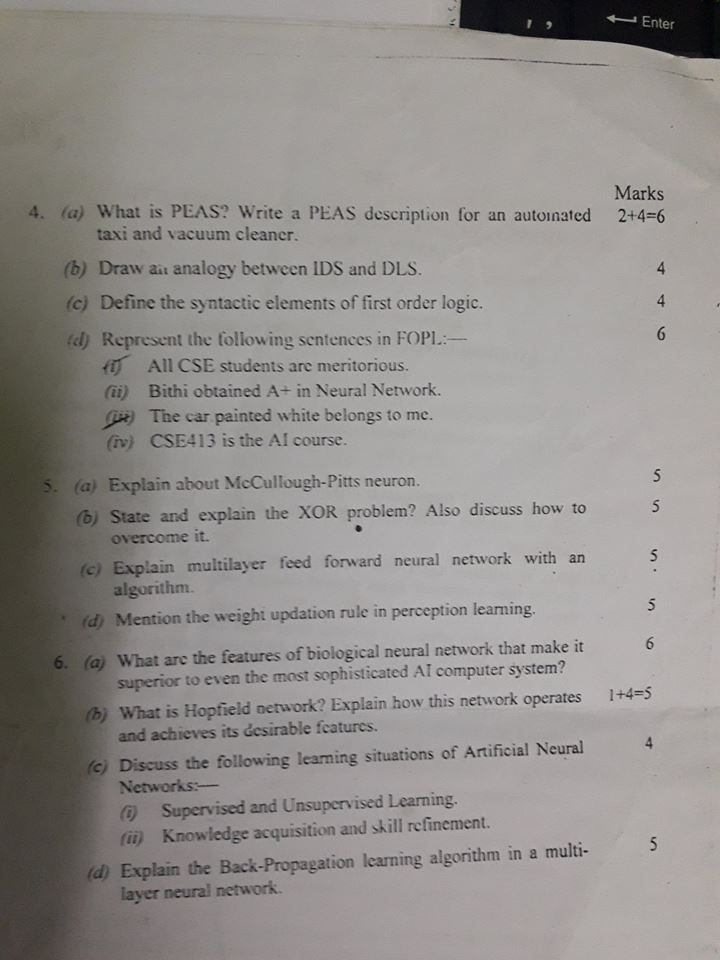 , ,
Enter
Marks
4. (a) What is PEAS? Write a PEAS description for an automated 2+4=6
taxi and vacuum cleaner.
(b) Draw an analogy between IDS and DLS. 4
(c) Define the syntactic elements of first order logic. 4
(d) Represent the following sentences in FOPL:— 6
(i) All CSE students are meritorious.
(ii) Bithi obtained A+ in Neural Network.
(iii) The car painted white belongs to me.
(iv) CSE413 is the AI course.
5. (a) Explain about McCullough-Pitts neuron. 5
(b) State and explain the XOR problem? Also discuss how to 5
overcome it.
(c) Explain multilayer feed forward neural network with an 5
algorithm.
(d) Mention the weight updation rule in perception learning. 5
6. (a) What are the features of biological neural network that make it 6
superior to even the most sophisticated AI computer system?
(b) What is Hopfield network? Explain how this network operates 1+4=5
and achieves its desirable features.
(c) Discuss the following learning situations of Artificial Neural 4
Networks:—
(i) Supervised and Unsupervised Learning.
(ii) Knowledge acquisition and skill refinement.
(d) Explain the Back-Propagation learning algorithm in a multi- 5
layer neural network.